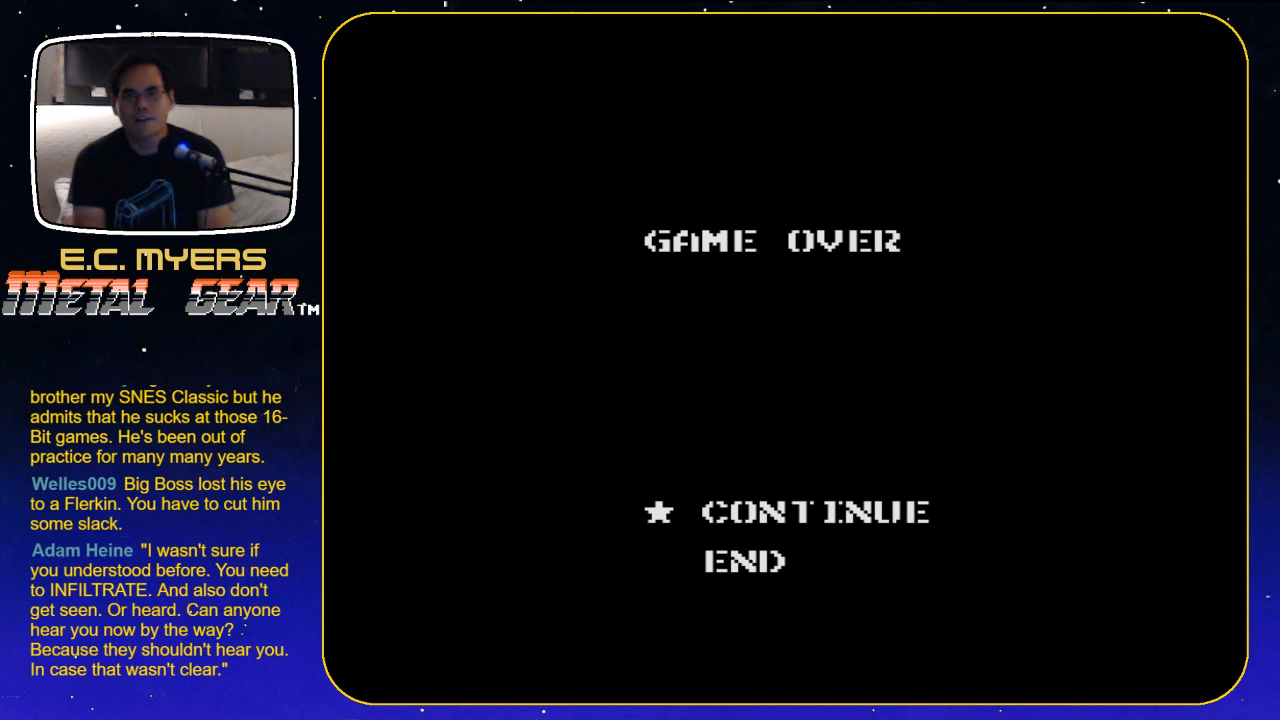 E.C. MYERS
METAL GEAR™
brother my SNES Classic but he
admits that he sucks at those 16-
Bit games. He's been out of
practice for many many years.
Welles009 Big Boss lost his eye
to a Flerkin. You have to cut him
some slack.
Adam Heine "I wasn't sure if
you understood before. You need
to INFILTRATE. And also don't
get seen. Or heard. Can anyone
hear you now by the way?
Because they shouldn't hear you.
In case that wasn't clear."
GAME OVER
★ CONTINUE
END